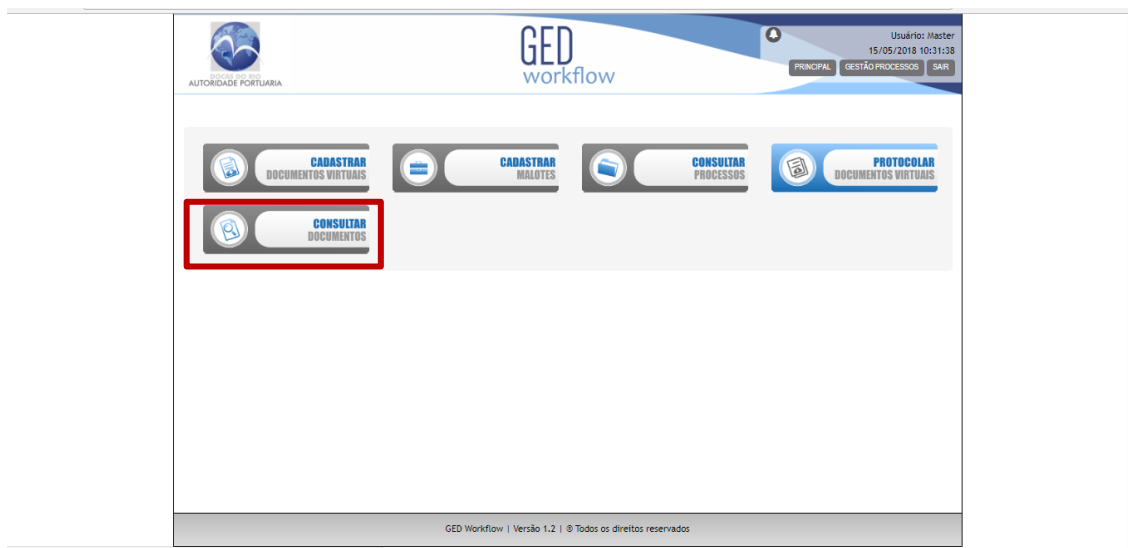 DOCAS DO RIO
AUTORIDADE PORTUARIA
GED
workflow
Usuário: Master
15/05/2018 10:31:38
PRINCIPAL GESTÃO PROCESSOS SAIR
CADASTRAR
DOCUMENTOS VIRTUAIS
CADASTRAR
MALOTES
CONSULTAR
PROCESSOS
PROTOCOLAR
DOCUMENTOS VIRTUAIS
CONSULTAR
DOCUMENTOS
GED Workflow | Versão 1.2 | ® Todos os direitos reservados